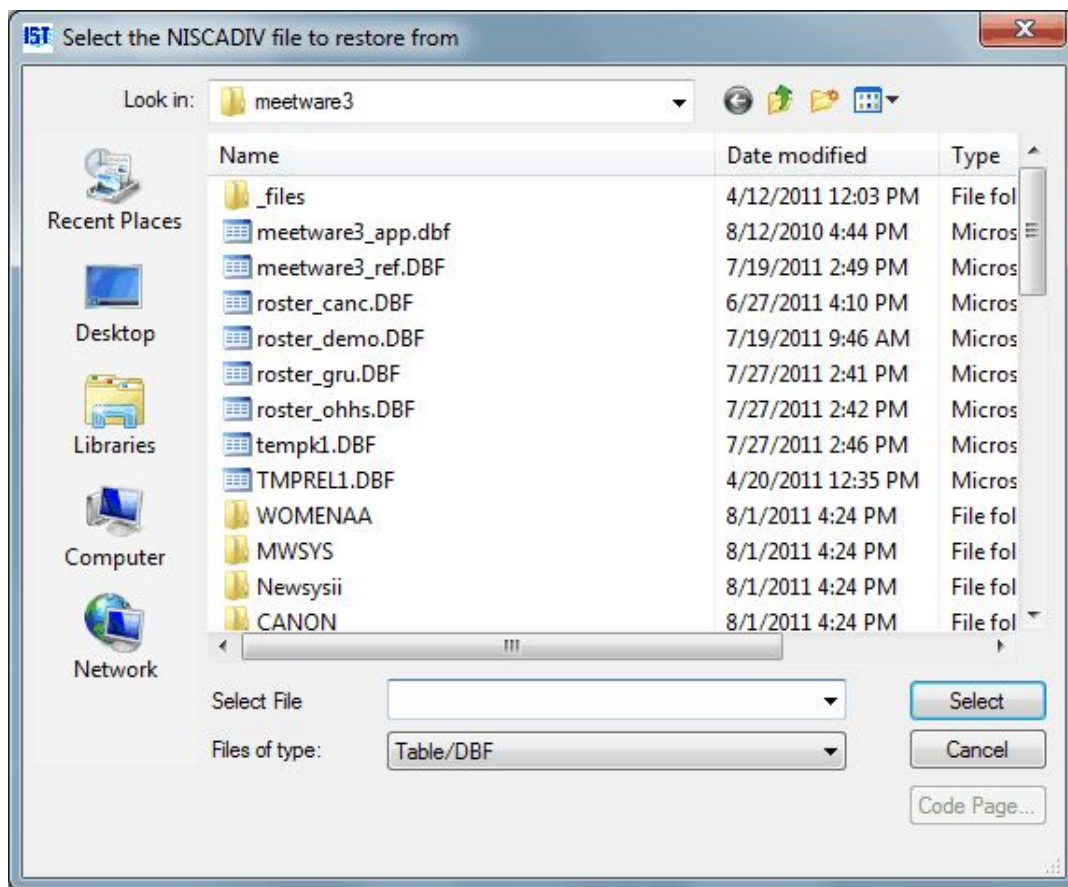 IST Select the NISCADIV file to restore from
Look in: meetware3
Name Date modified Type
_files 4/12/2011 12:03 PM File fol
meetware3_app.dbf 8/12/2010 4:44 PM Micros
meetware3_ref.DBF 7/19/2011 2:49 PM Micros
roster_canc.DBF 6/27/2011 4:10 PM Micros
roster_demo.DBF 7/19/2011 9:46 AM Micros
roster_gru.DBF 7/27/2011 2:41 PM Micros
roster_ohhs.DBF 7/27/2011 2:42 PM Micros
tempk1.DBF 7/27/2011 2:46 PM Micros
TMPREL1.DBF 4/20/2011 12:35 PM Micros
WOMENAA 8/1/2011 4:24 PM File fol
MWSYS 8/1/2011 4:24 PM File fol
Newsysii 8/1/2011 4:24 PM File fol
CANON 8/1/2011 4:24 PM File fol
Recent Places
Desktop
Libraries
Computer
Network
Select File Select
Files of type: Table/DBF Cancel
Code Page...